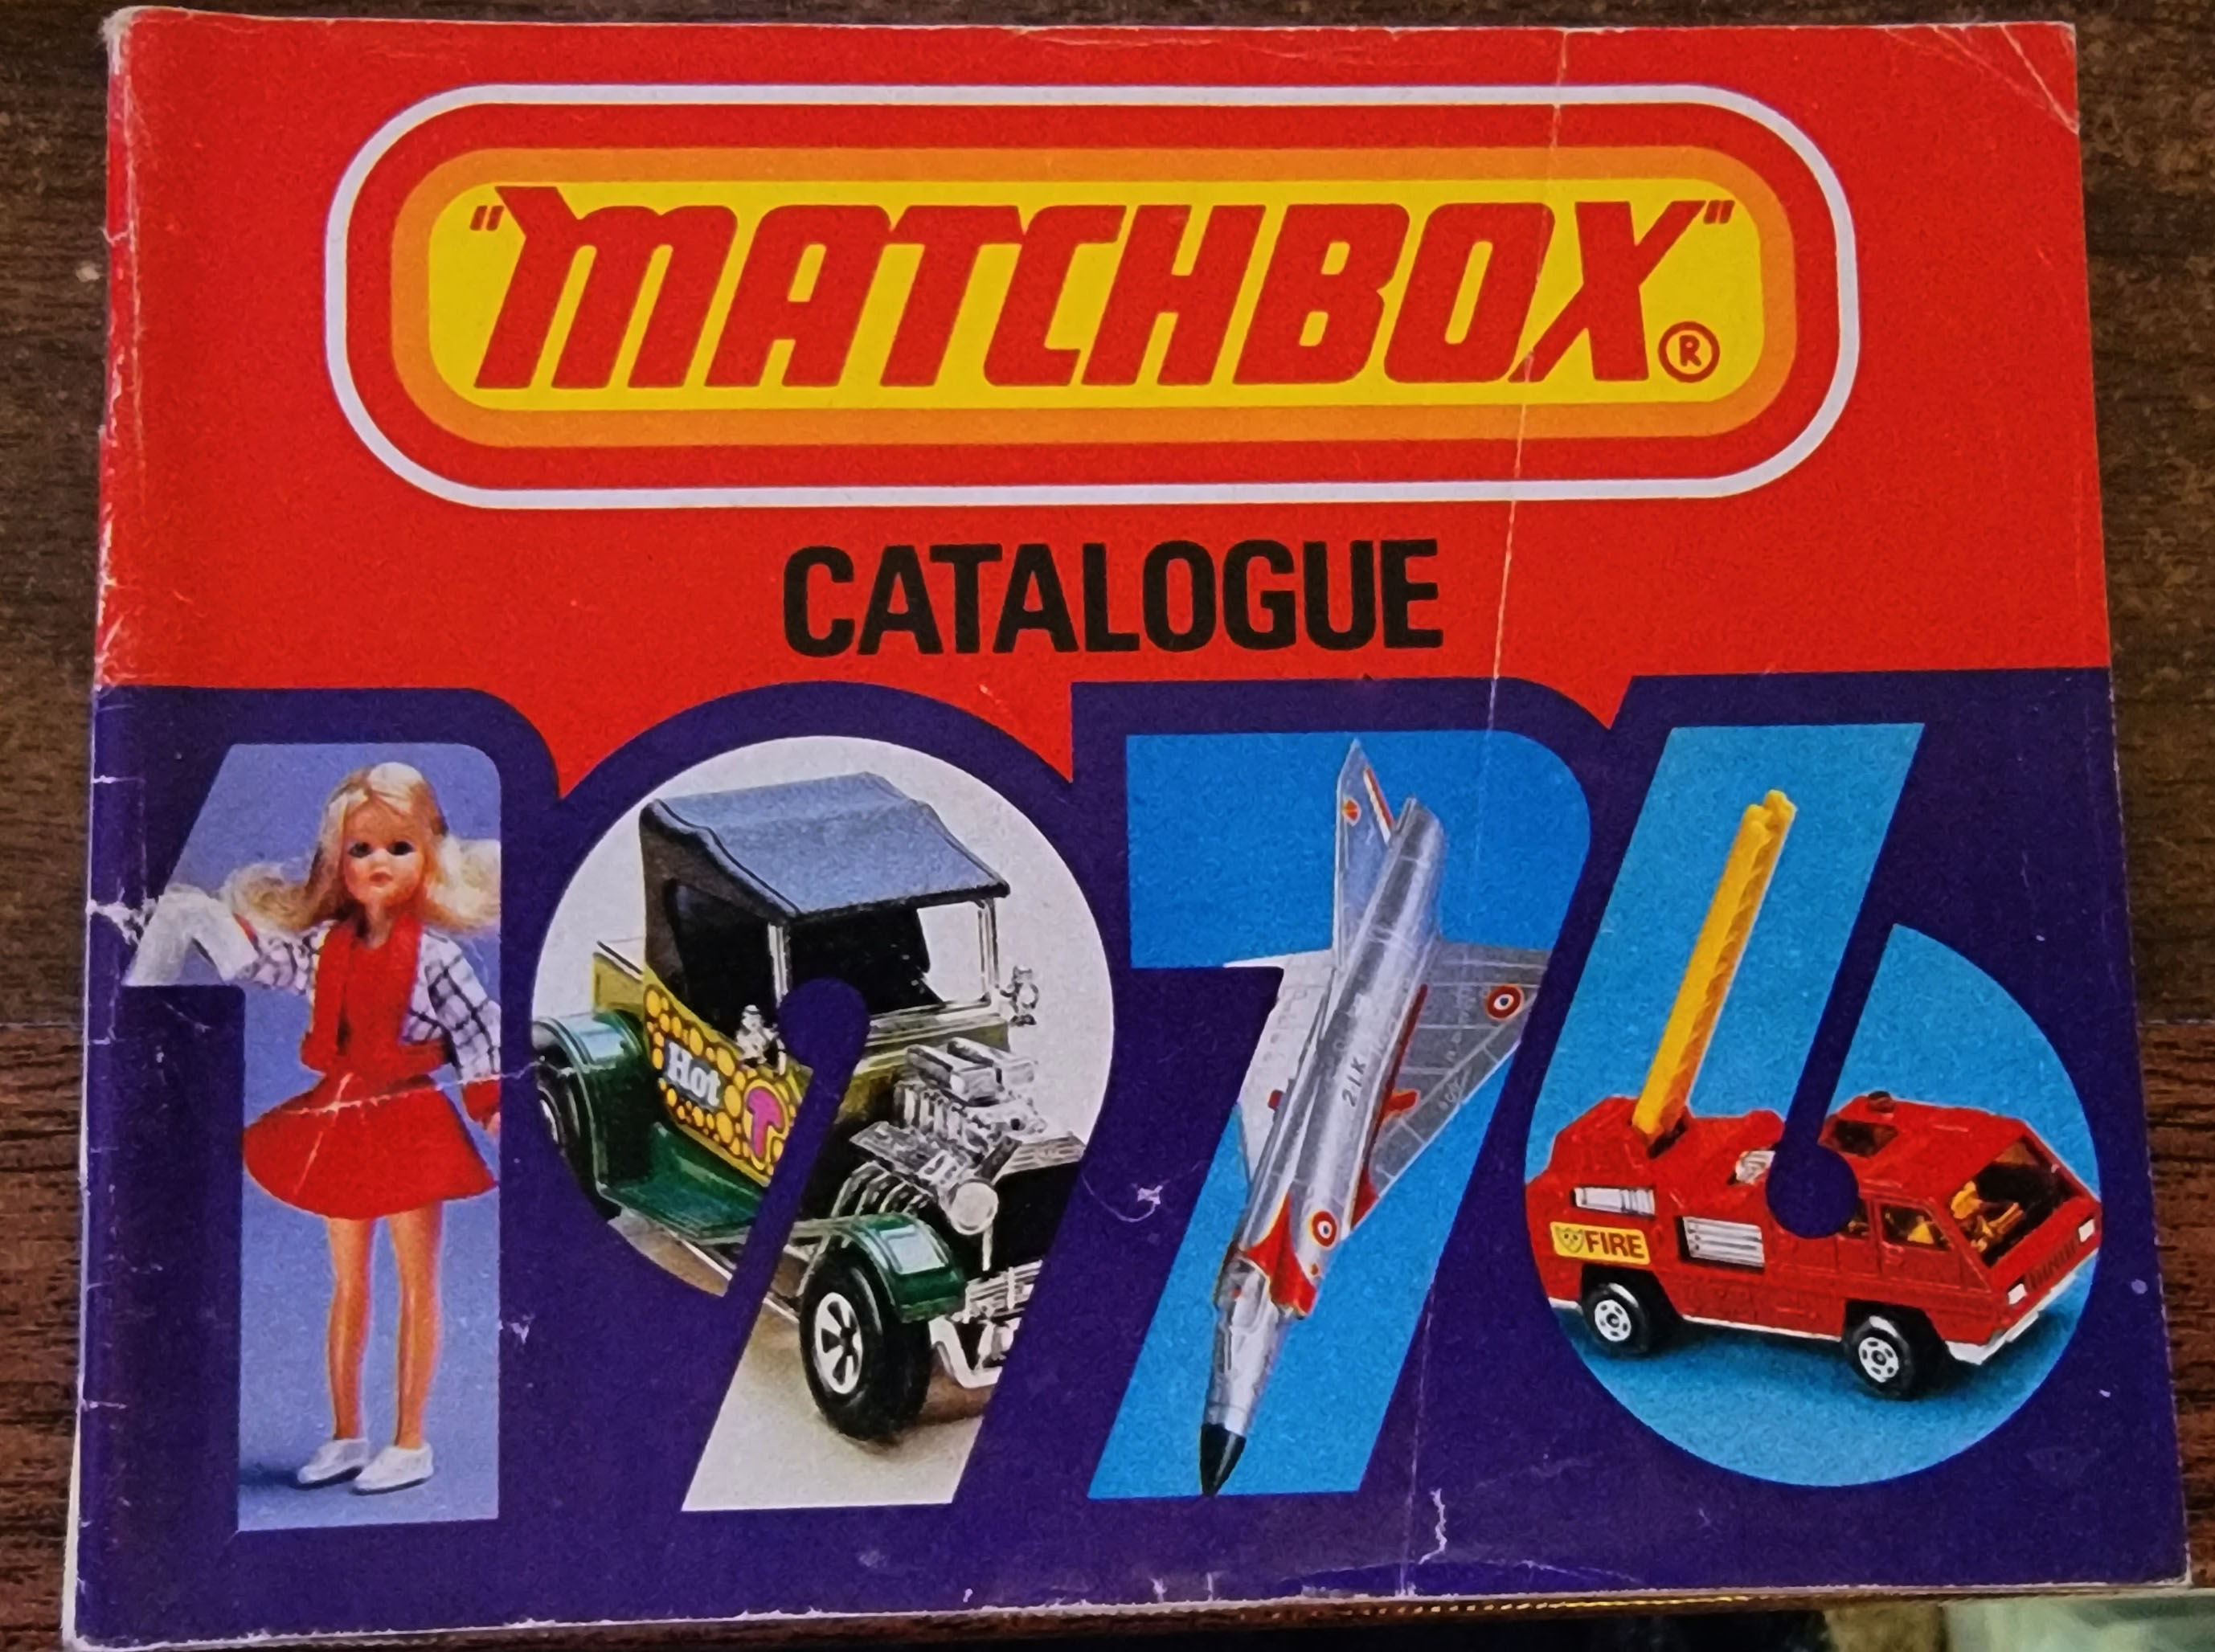 "MATCHBOX"®
CATALOGUE
1976
Hot T
21K
FIRE